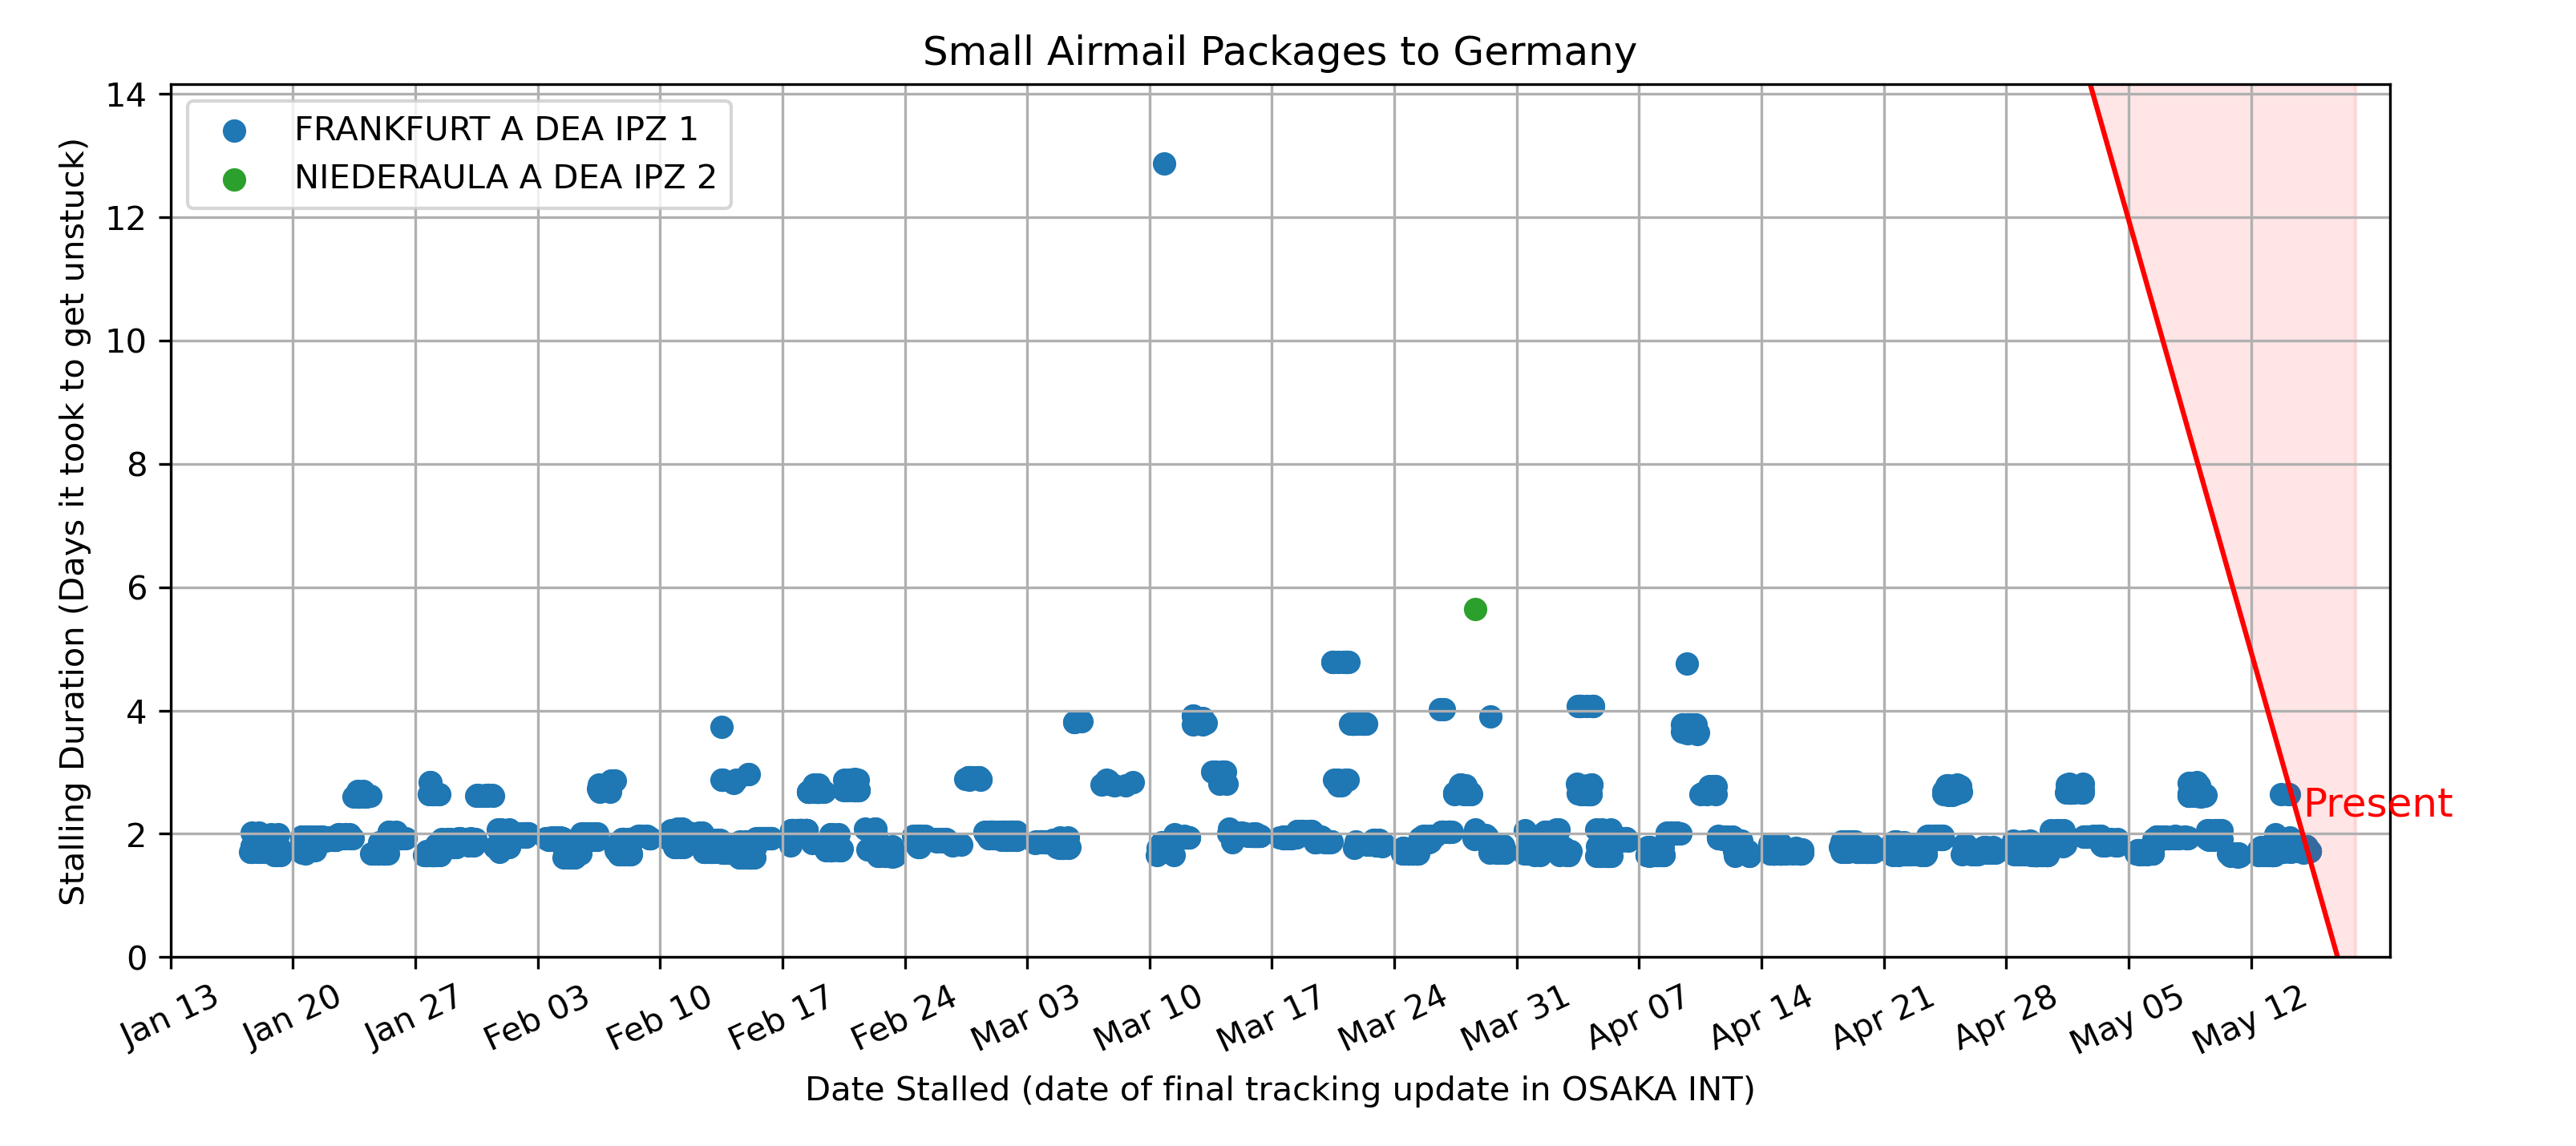 Small Airmail Packages to Germany
Stalling Duration (Days it took to get unstuck)
14
12
10
8
6
4
2
0
FRANKFURT A DEA IPZ 1
NIEDERAULA A DEA IPZ 2
Present
Jan 13
Jan 20
Jan 27
Feb 03
Feb 10
Feb 17
Feb 24
Mar 03
Mar 10
Mar 17
Mar 24
Mar 31
Apr 07
Apr 14
Apr 21
Apr 28
May 05
May 12
Date Stalled (date of final tracking update in OSAKA INT)